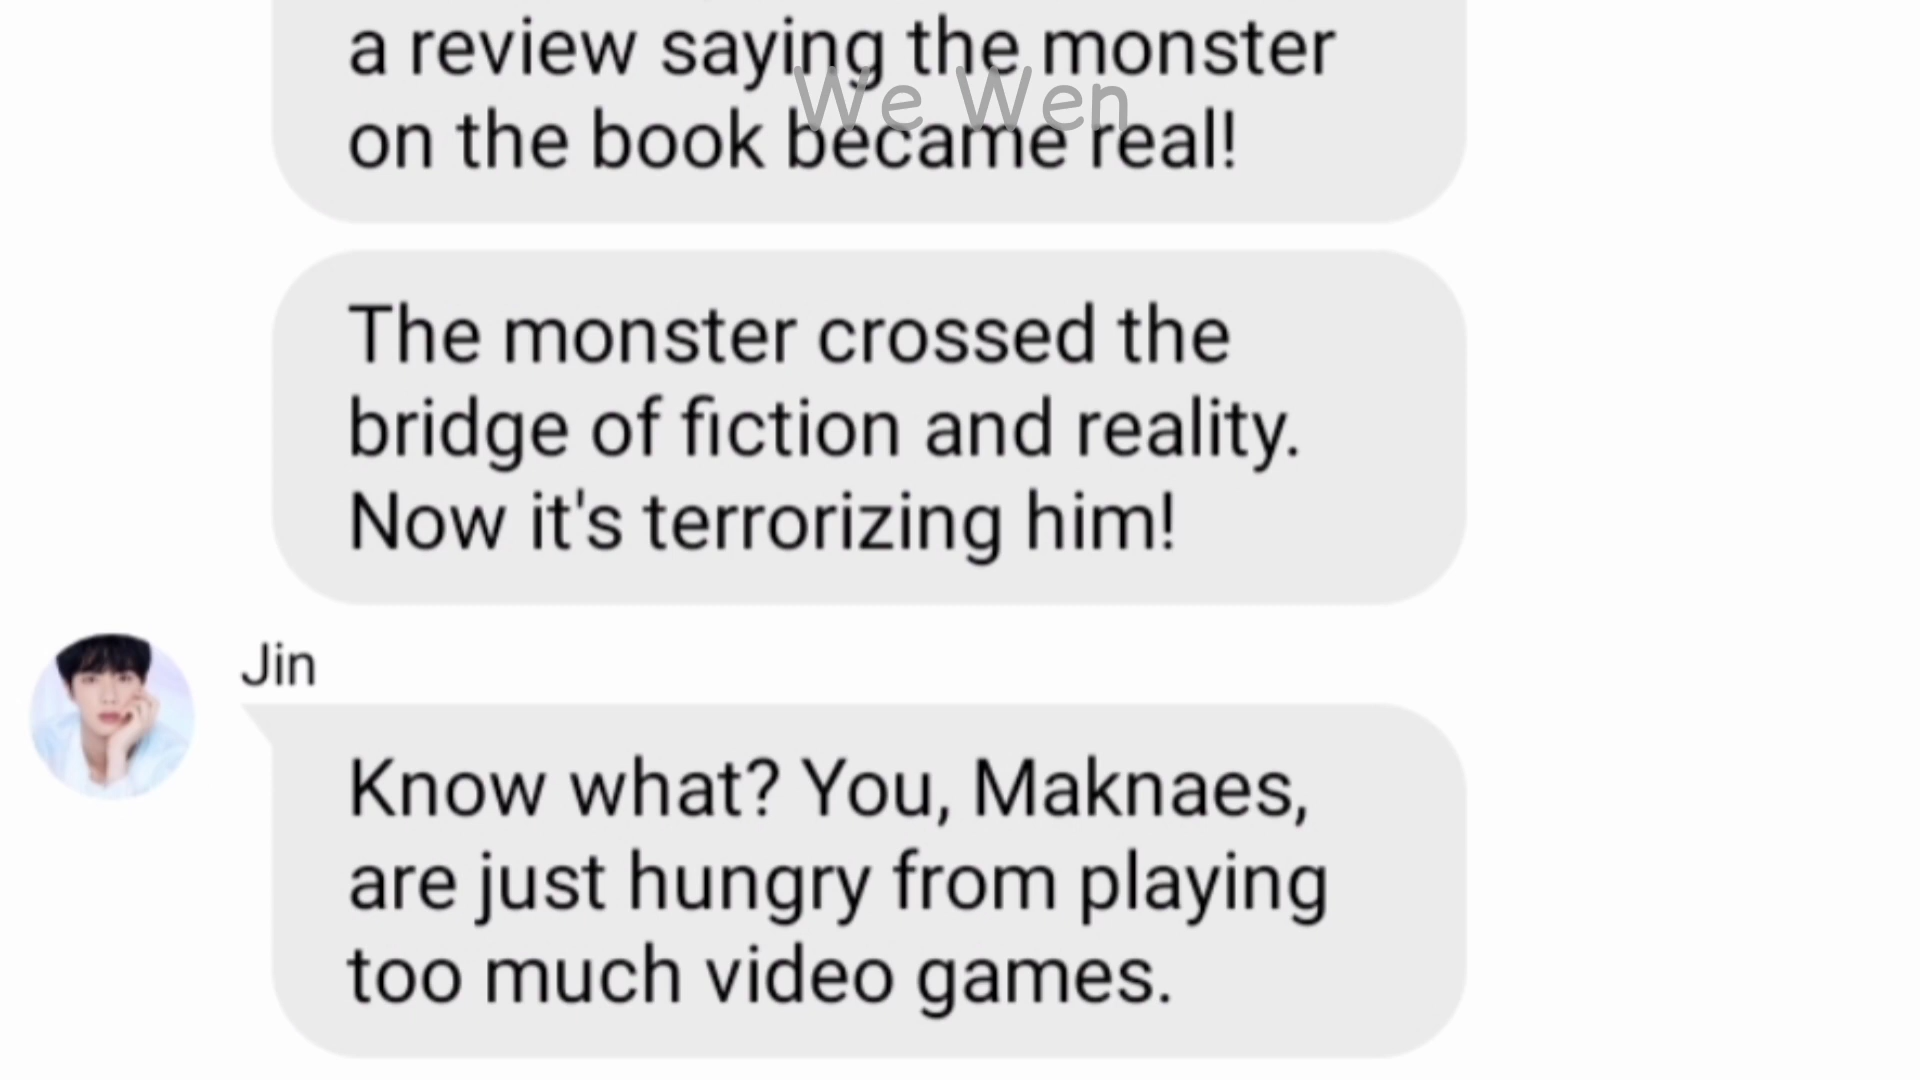 a review saying the monster
We Wen
on the book became real!
The monster crossed the
bridge of fiction and reality.
Now it's terrorizing him!
Jin
Know what? You, Maknaes,
are just hungry from playing
too much video games.